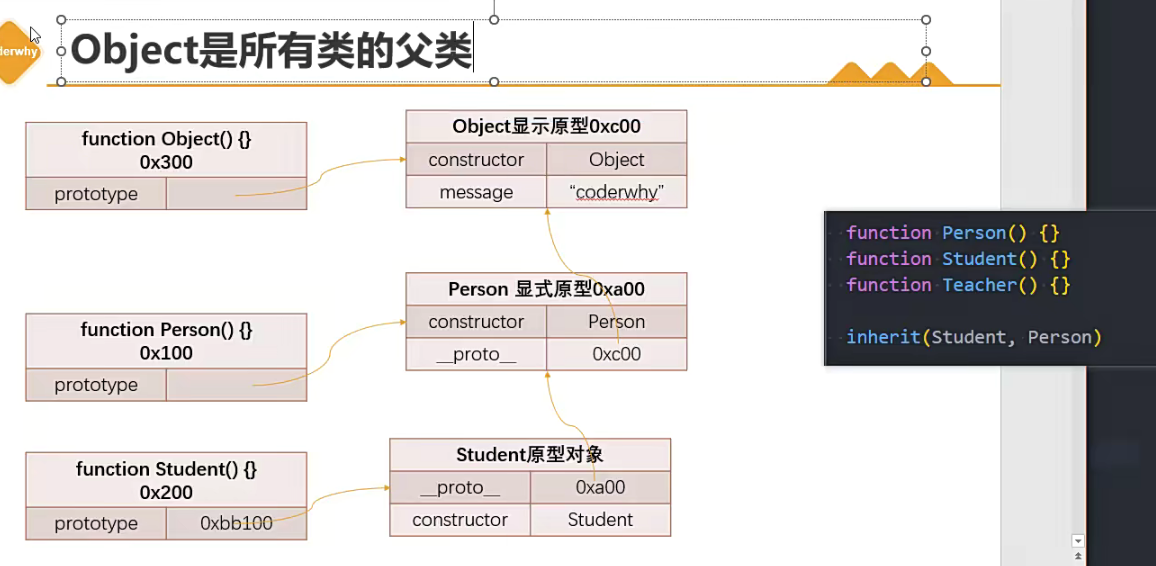 Object是所有类的父类
derwhy
function Object() {}
0x300
prototype
Object显示原型0xc00
constructor Object
message “coderwhy”
function Person() {}
0x100
prototype
Person 显式原型0xa00
constructor Person
__proto__ 0xc00
function Student() {}
0x200
prototype 0xbb100
Student原型对象
__proto__ 0xa00
constructor Student
function Person() {}
function Student() {}
function Teacher() {}
inherit(Student, Person)